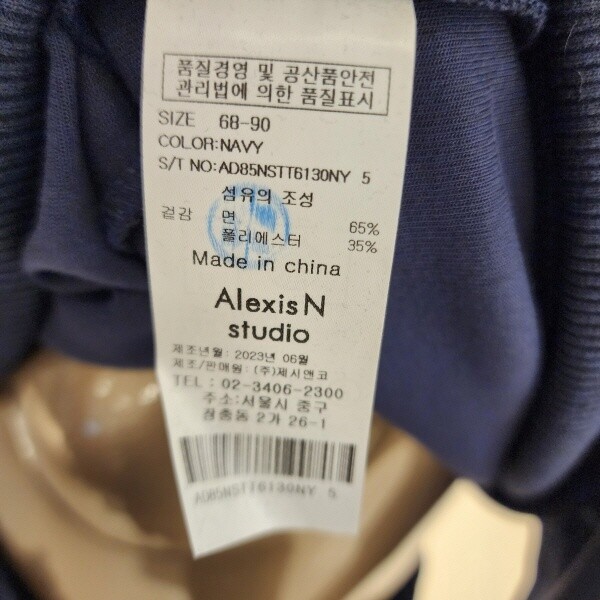 품질경영 및 공산품안전
관리법에 의한 품질표시
SIZE 68-90
COLOR:NAVY
S/T NO:AD85NSTT6130NY 5
섬유의 조성
겉감 면 65%
폴리에스터 35%
Made in china
AlexisN
studio
제조년월: 2023년 06월
제조/판매원: (주)제시앤코
TEL : 02-3406-2300
주소:서울시 중구
장충동 2가 26-1
AD85NSTT6130NY 5